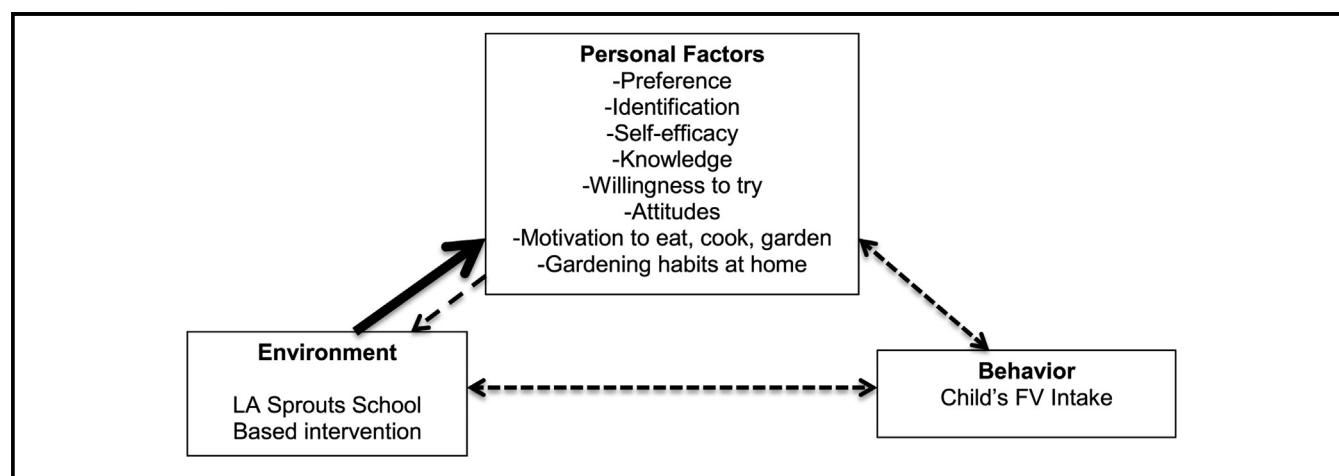 Personal Factors
-Preference
-Identification
-Self-efficacy
-Knowledge
-Willingness to try
-Attitudes
-Motivation to eat, cook, garden
-Gardening habits at home
Environment
LA Sprouts School
Based intervention
Behavior
Child's FV Intake